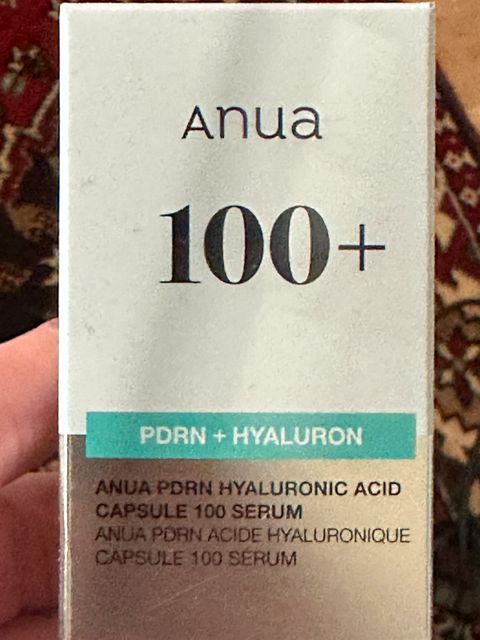 Anua
100+
PDRN + HYALURON
ANUA PDRN HYALURONIC ACID
CAPSULE 100 SERUM
ANUA PDRN ACIDE HYALURONIQUE
CAPSULE 100 SÉRUM